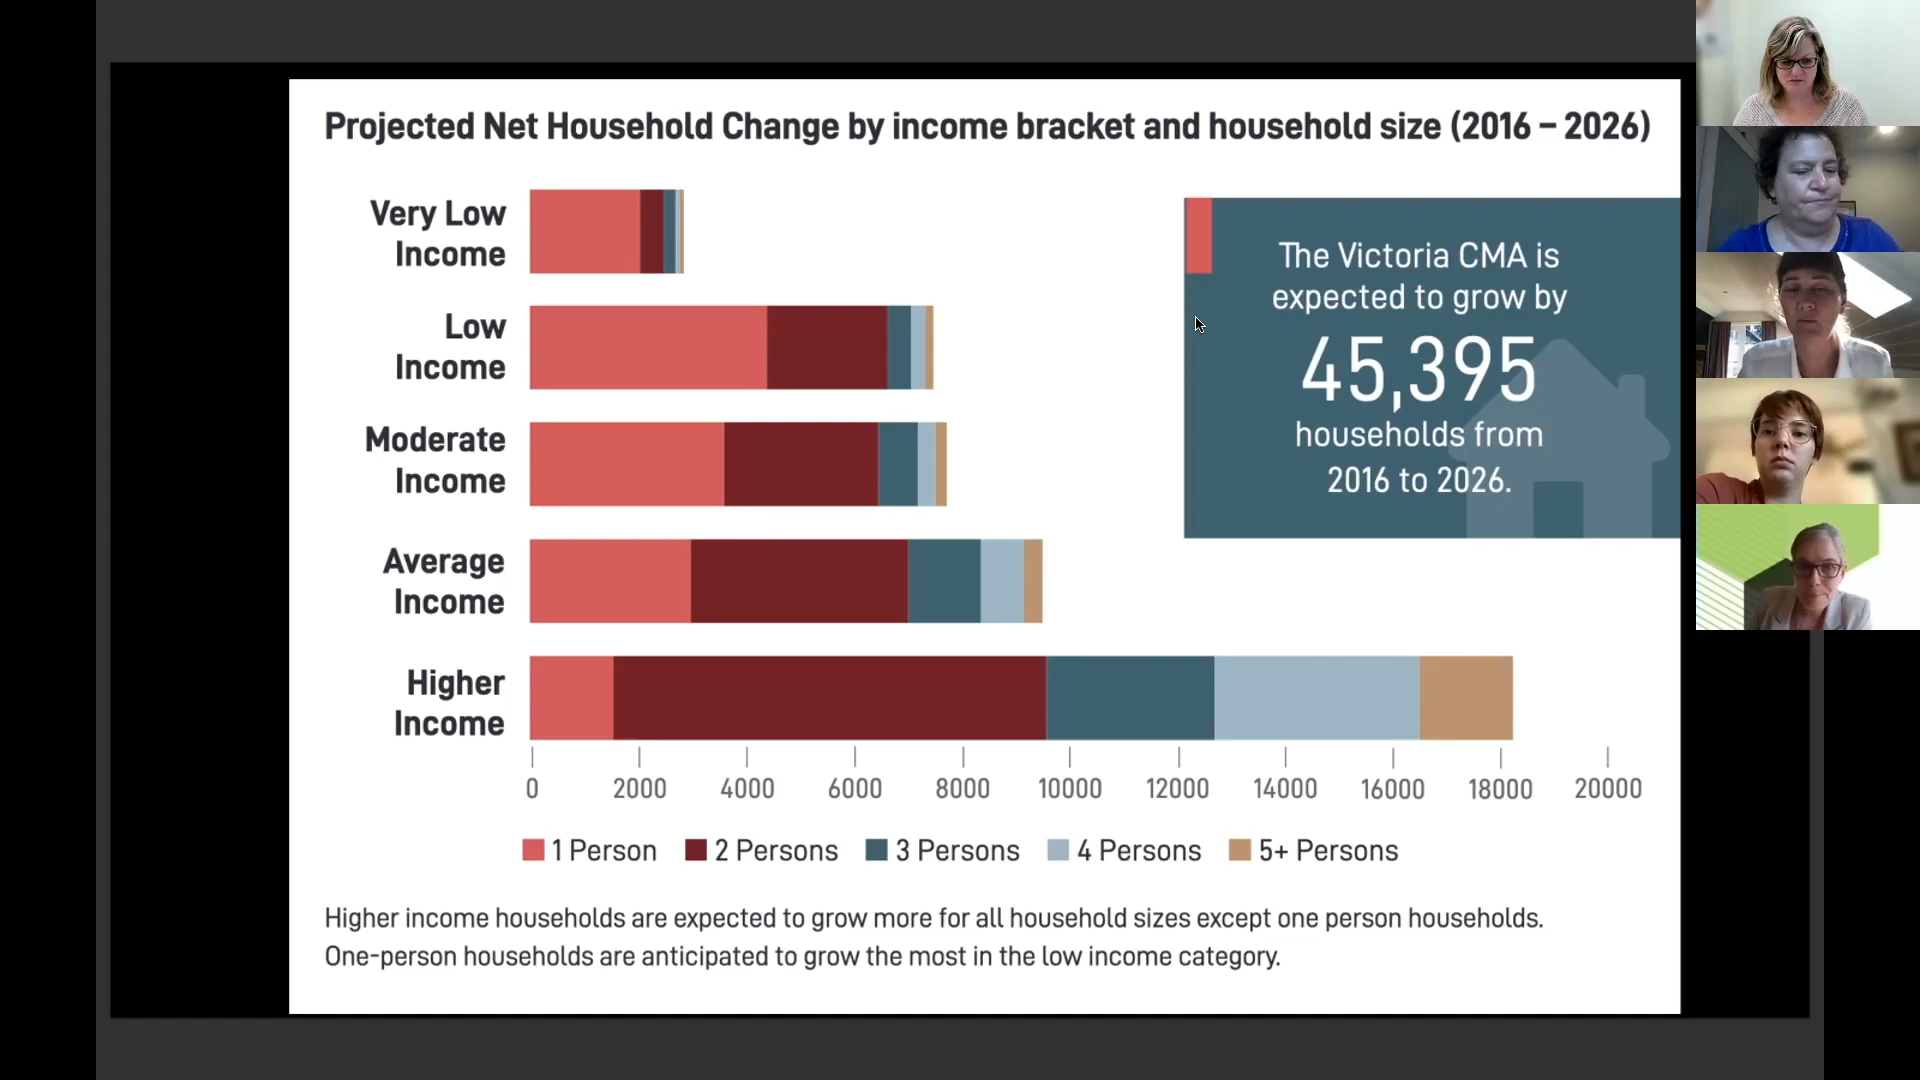 Projected Net Household Change by income bracket and household size (2016 – 2026)
Very Low
Income
Low
Income
Moderate
Income
Average
Income
Higher
Income
The Victoria CMA is
expected to grow by
45,395
households from
2016 to 2026.
0 2000 4000 6000 8000 10000 12000 14000 16000 18000 20000
1 Person 2 Persons 3 Persons 4 Persons 5+ Persons
Higher income households are expected to grow more for all household sizes except one person households.
One-person households are anticipated to grow the most in the low income category.